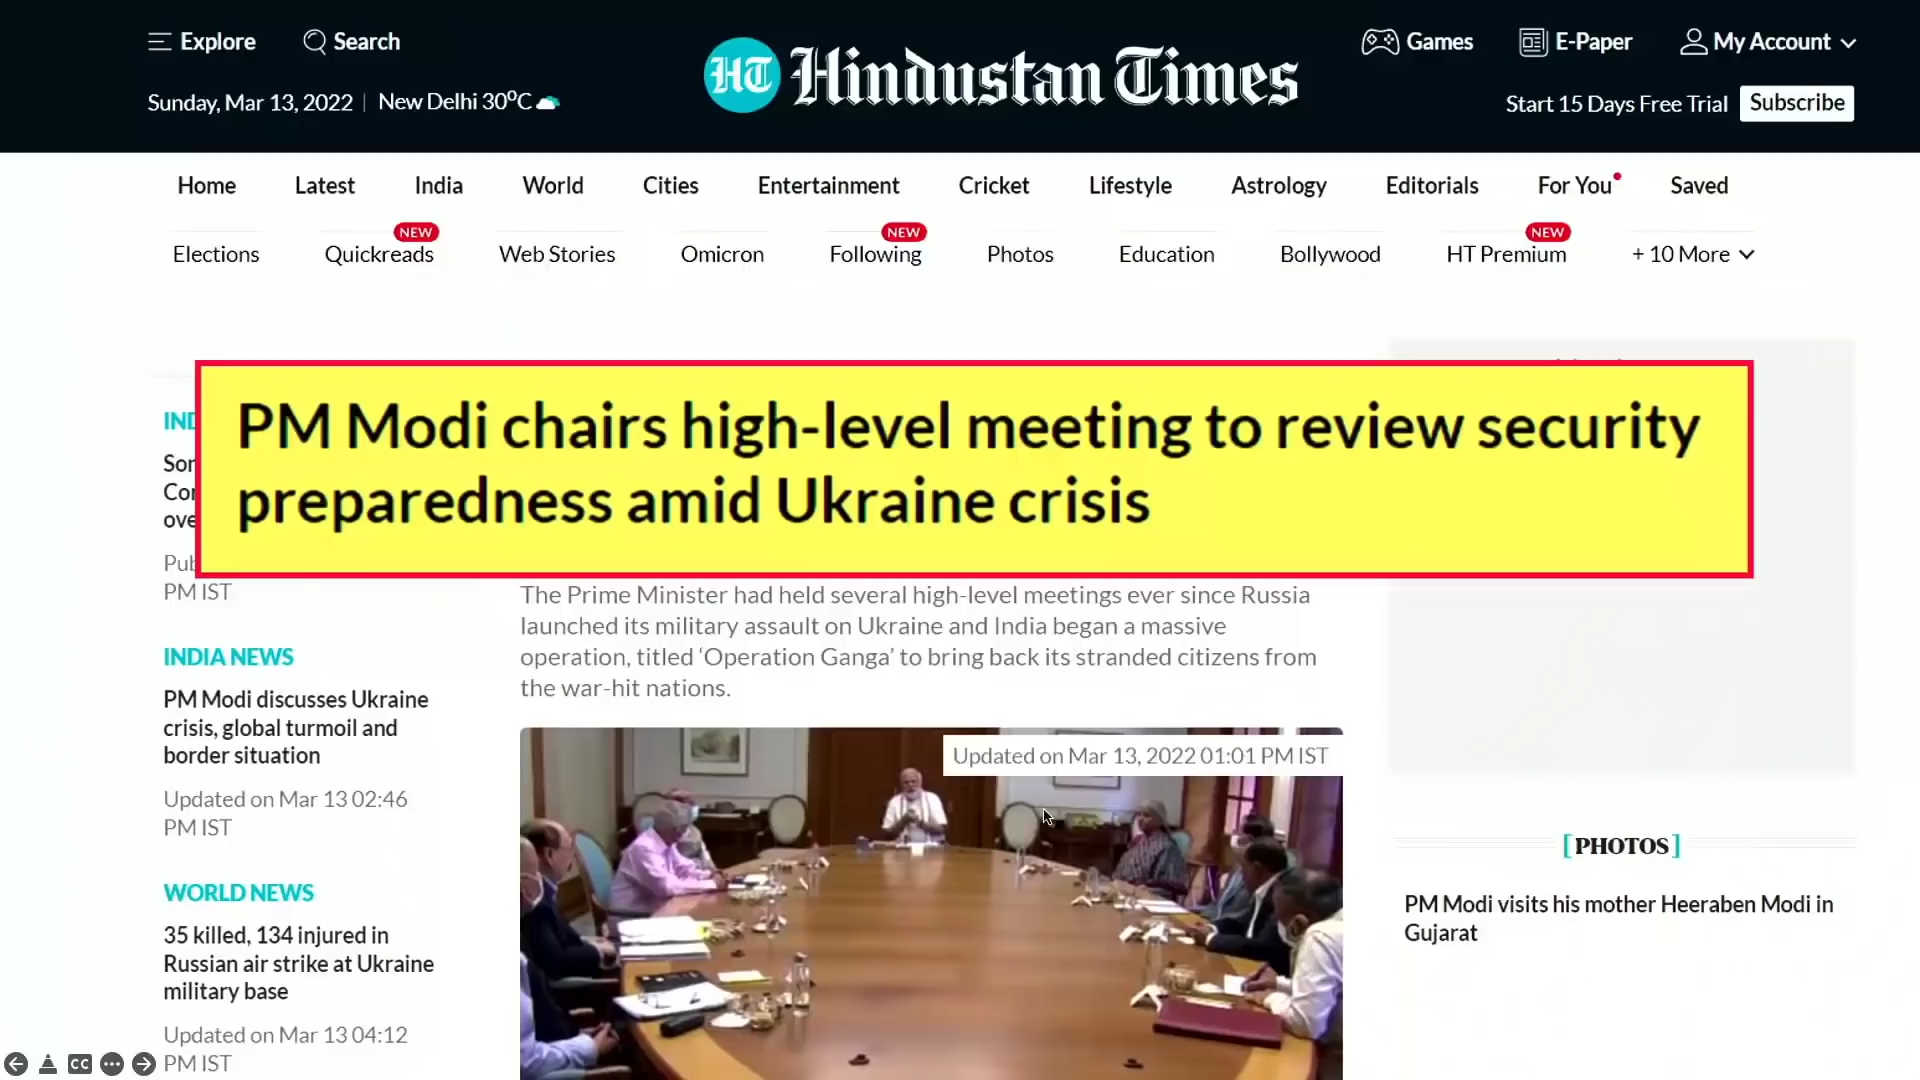 Explore
Search
HT Hindustan Times
Games
E-Paper
My Account
Sunday, Mar 13, 2022
New Delhi 30⁰C
Start 15 Days Free Trial
Subscribe
Home
Latest
India
World
Cities
Entertainment
Cricket
Lifestyle
Astrology
Editorials
For You
Saved
Elections
NEW
Quickreads
Web Stories
Omicron
NEW
Following
Photos
Education
Bollywood
NEW
HT Premium
+ 10 More
PM Modi chairs high-level meeting to review security
preparedness amid Ukraine crisis
PM IST
INDIA NEWS
PM Modi discusses Ukraine
crisis, global turmoil and
border situation
Updated on Mar 13 02:46
PM IST
WORLD NEWS
35 killed, 134 injured in
Russian air strike at Ukraine
military base
Updated on Mar 13 04:12
PM IST
The Prime Minister had held several high-level meetings ever since Russia
launched its military assault on Ukraine and India began a massive
operation, titled ‘Operation Ganga’ to bring back its stranded citizens from
the war-hit nations.
Updated on Mar 13, 2022 01:01 PM IST
[PHOTOS]
PM Modi visits his mother Heeraben Modi in
Gujarat
CC